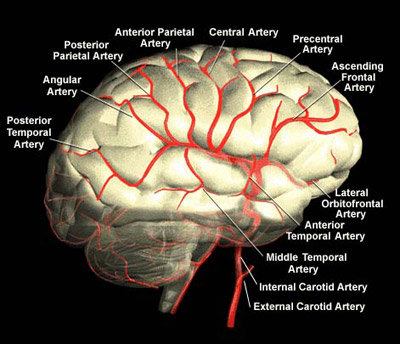 Anterior Parietal
Artery
Central Artery
Precentral
Artery
Posterior
Parietal Artery
Ascending
Frontal
Artery
Angular
Artery
Posterior
Temporal
Artery
Lateral
Orbitofrontal
Artery
Anterior
Temporal Artery
Middle Temporal
Artery
Internal Carotid Artery
External Carotid Artery